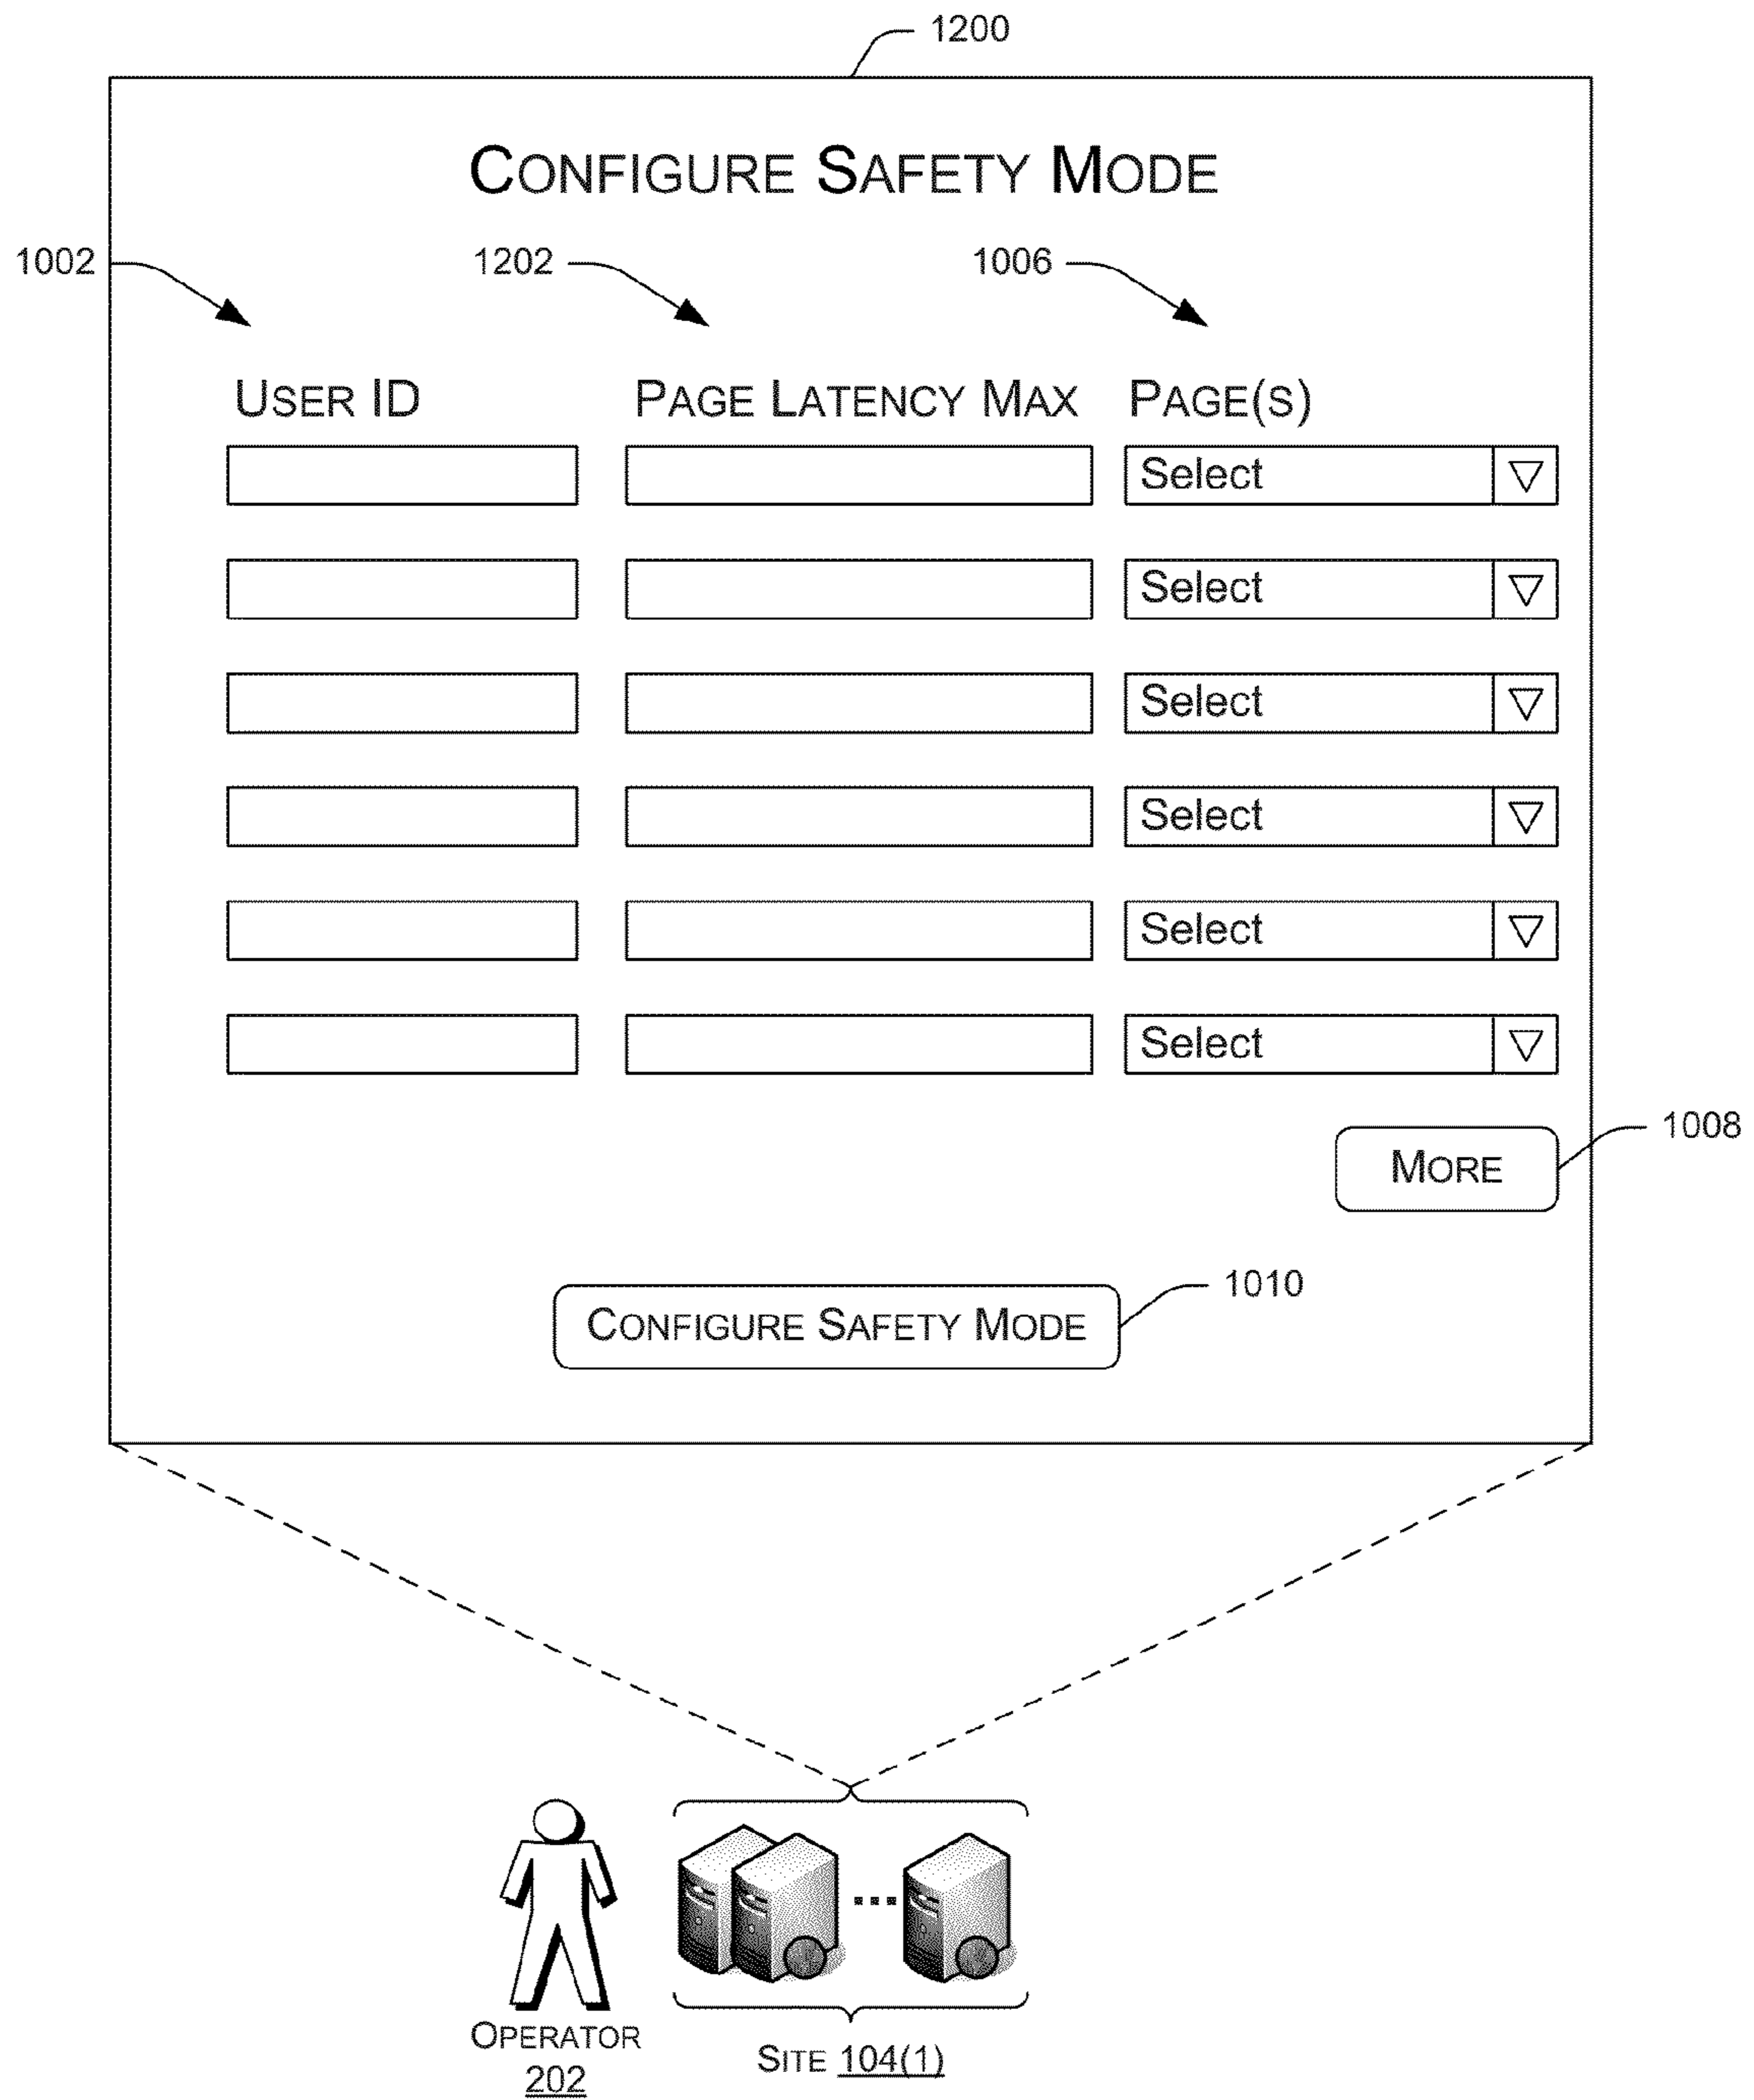 1200
CONFIGURE SAFETY MODE
1002 1202 1006
USER ID PAGE LATENCY MAX PAGE(S)
Select
Select
Select
Select
Select
Select
1008
MORE
1010
CONFIGURE SAFETY MODE
...
OPERATOR
202
SITE 104(1)